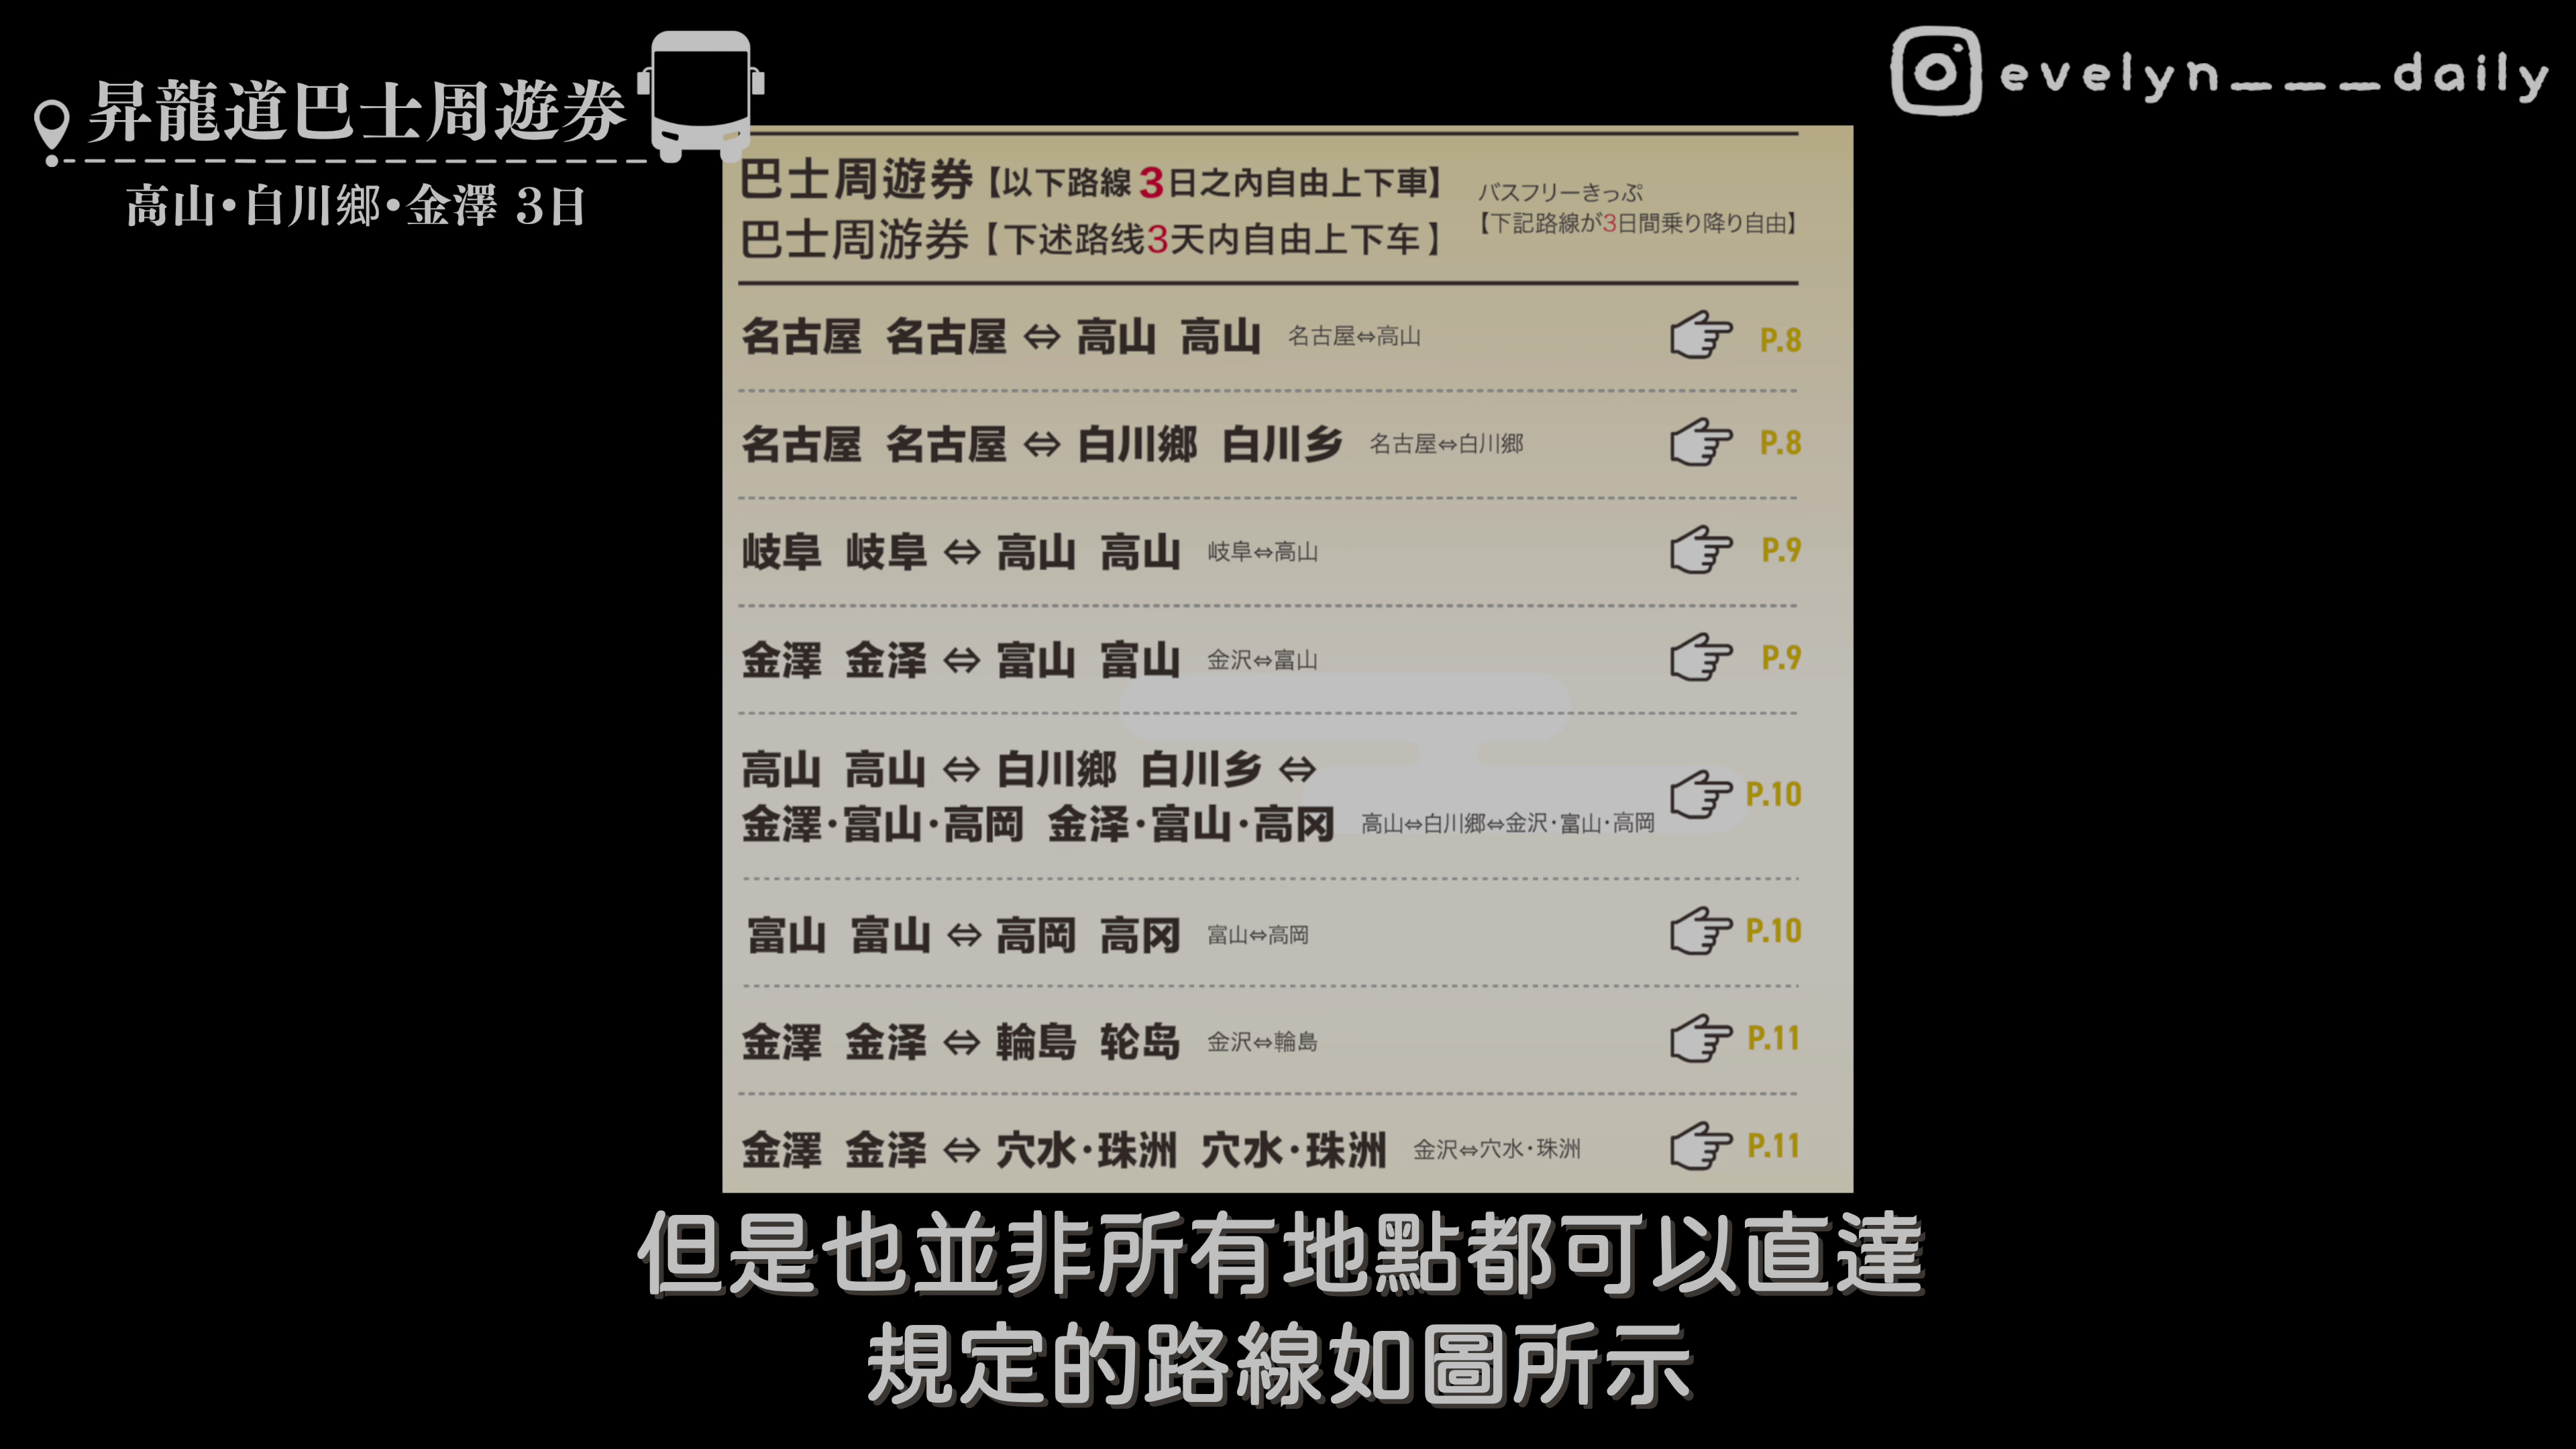 昇龍道巴士周遊券
高山•白川鄉•金澤 3日
evelyn___daily
巴士周遊券【以下路線3日之內自由上下車】
巴士周游券【下述路线3天内自由上下车】
バスフリーきっぷ
【下記路線が3日間乗り降り自由】
名古屋 名古屋 ⇔ 高山 高山 名古屋⇔高山 P.8
名古屋 名古屋 ⇔ 白川鄉 白川乡 名古屋⇔白川郷 P.8
岐阜 岐阜 ⇔ 高山 高山 岐阜⇔高山 P.9
金澤 金泽 ⇔ 富山 富山 金沢⇔富山 P.9
高山 高山 ⇔ 白川鄉 白川乡 ⇔
金澤·富山·高岡 金泽·富山·高冈 高山⇔白川郷⇔金沢·富山·高岡 P.10
富山 富山 ⇔ 高岡 高冈 富山⇔高岡 P.10
金澤 金泽 ⇔ 輪島 轮岛 金沢⇔輪島 P.11
金澤 金泽 ⇔ 穴水·珠洲 穴水·珠洲 金沢⇔穴水·珠洲 P.11
但是也並非所有地點都可以直達
規定的路線如圖所示